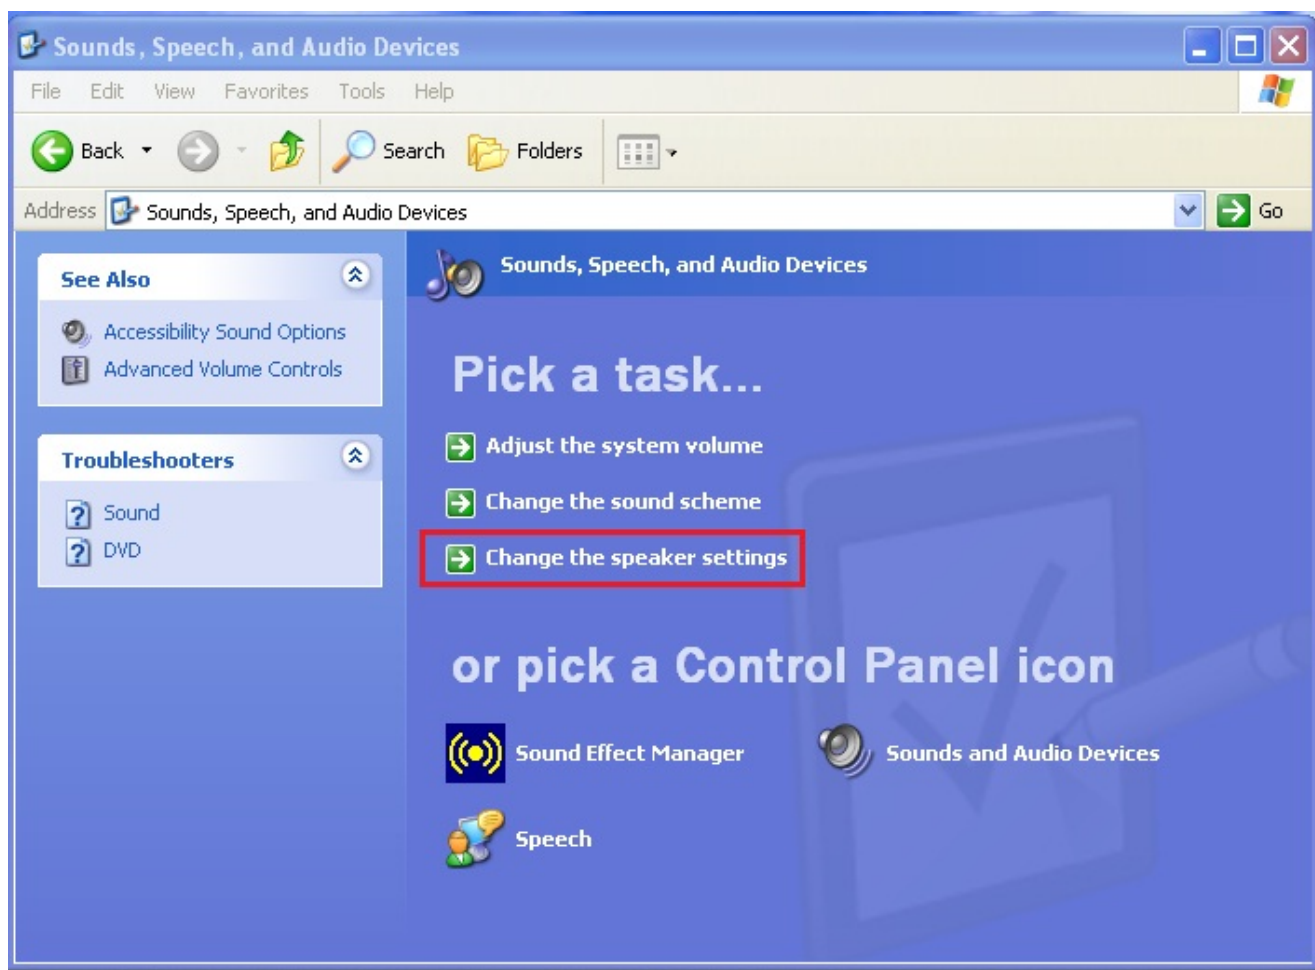 Sounds, Speech, and Audio Devices
File Edit View Favorites Tools Help
Back Search Folders
Address Sounds, Speech, and Audio Devices Go
See Also
Accessibility Sound Options
Advanced Volume Controls
Troubleshooters
Sound
DVD
Sounds, Speech, and Audio Devices
Pick a task...
Adjust the system volume
Change the sound scheme
Change the speaker settings
or pick a Control Panel icon
Sound Effect Manager Sounds and Audio Devices
Speech